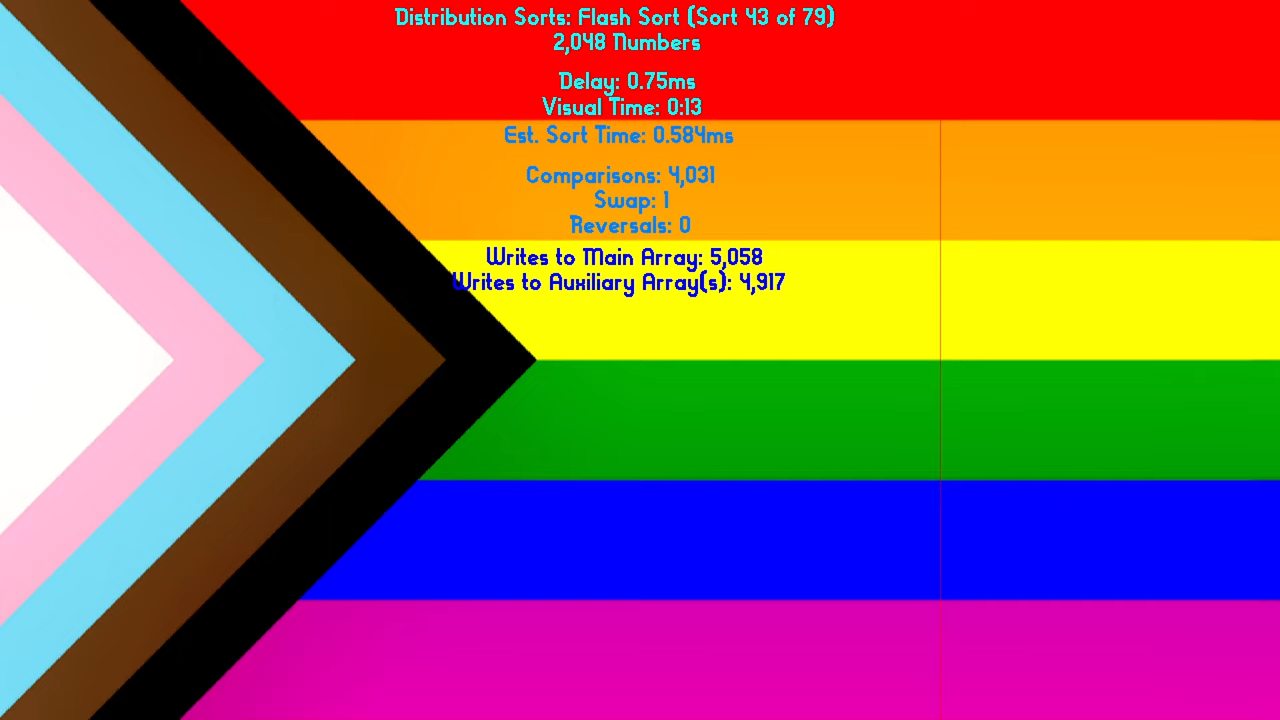 Distribution Sorts: Flash Sort (Sort 43 of 79)
2,048 Numbers
Delay: 0.75ms
Visual Time: 0:13
Est. Sort Time: 0.584ms
Comparisons: 4,031
Swap: 1
Reversals: 0
Writes to Main Array: 5,058
Writes to Auxiliary Array(s): 4,917